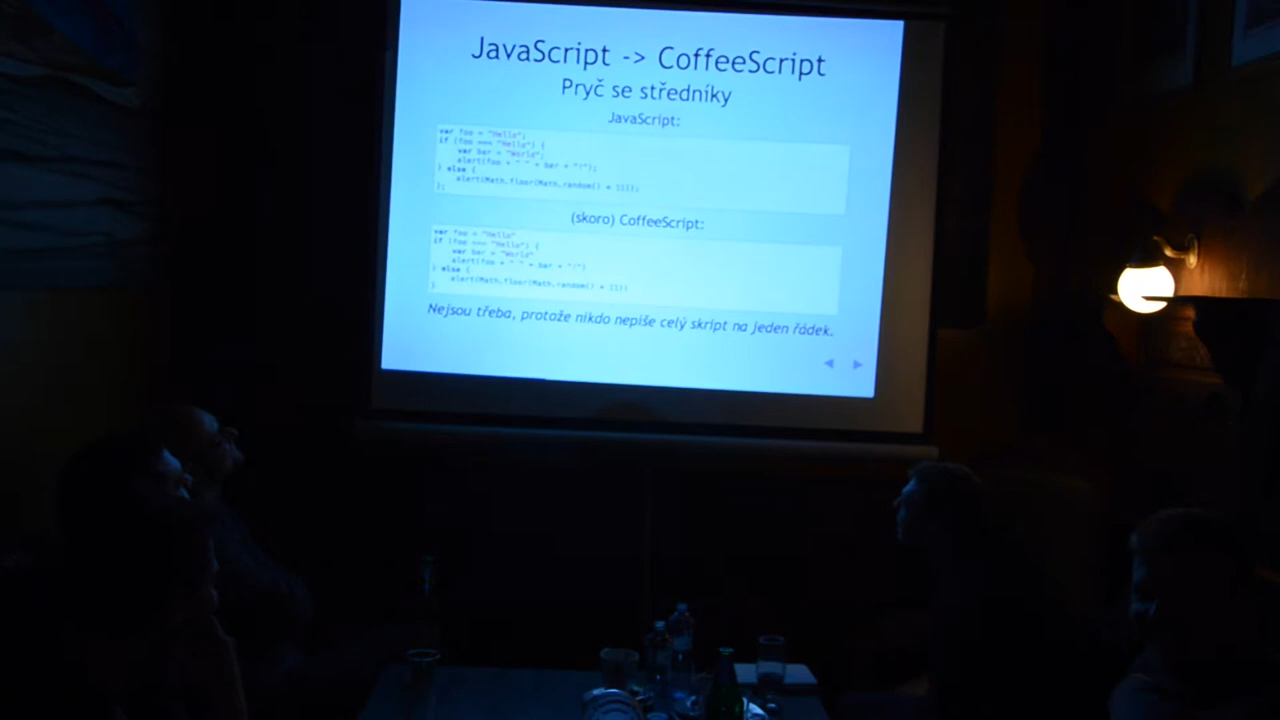 JavaScript -> CoffeeScript
Pryč se středníky
JavaScript:
var foo = "Hello";
if (foo === "Hello") {
var bar = "World";
alert(foo + " " + bar + "!");
} else {
alert(Math.floor(Math.random() * 11));
};
(skoro) CoffeeScript:
var foo = "Hello"
if (foo === "Hello") {
var bar = "World"
alert(foo + " " + bar + "!")
} else {
alert(Math.floor(Math.random() * 11))
}
Nejsou třeba, protože nikdo nepíše celý skript na jeden řádek.